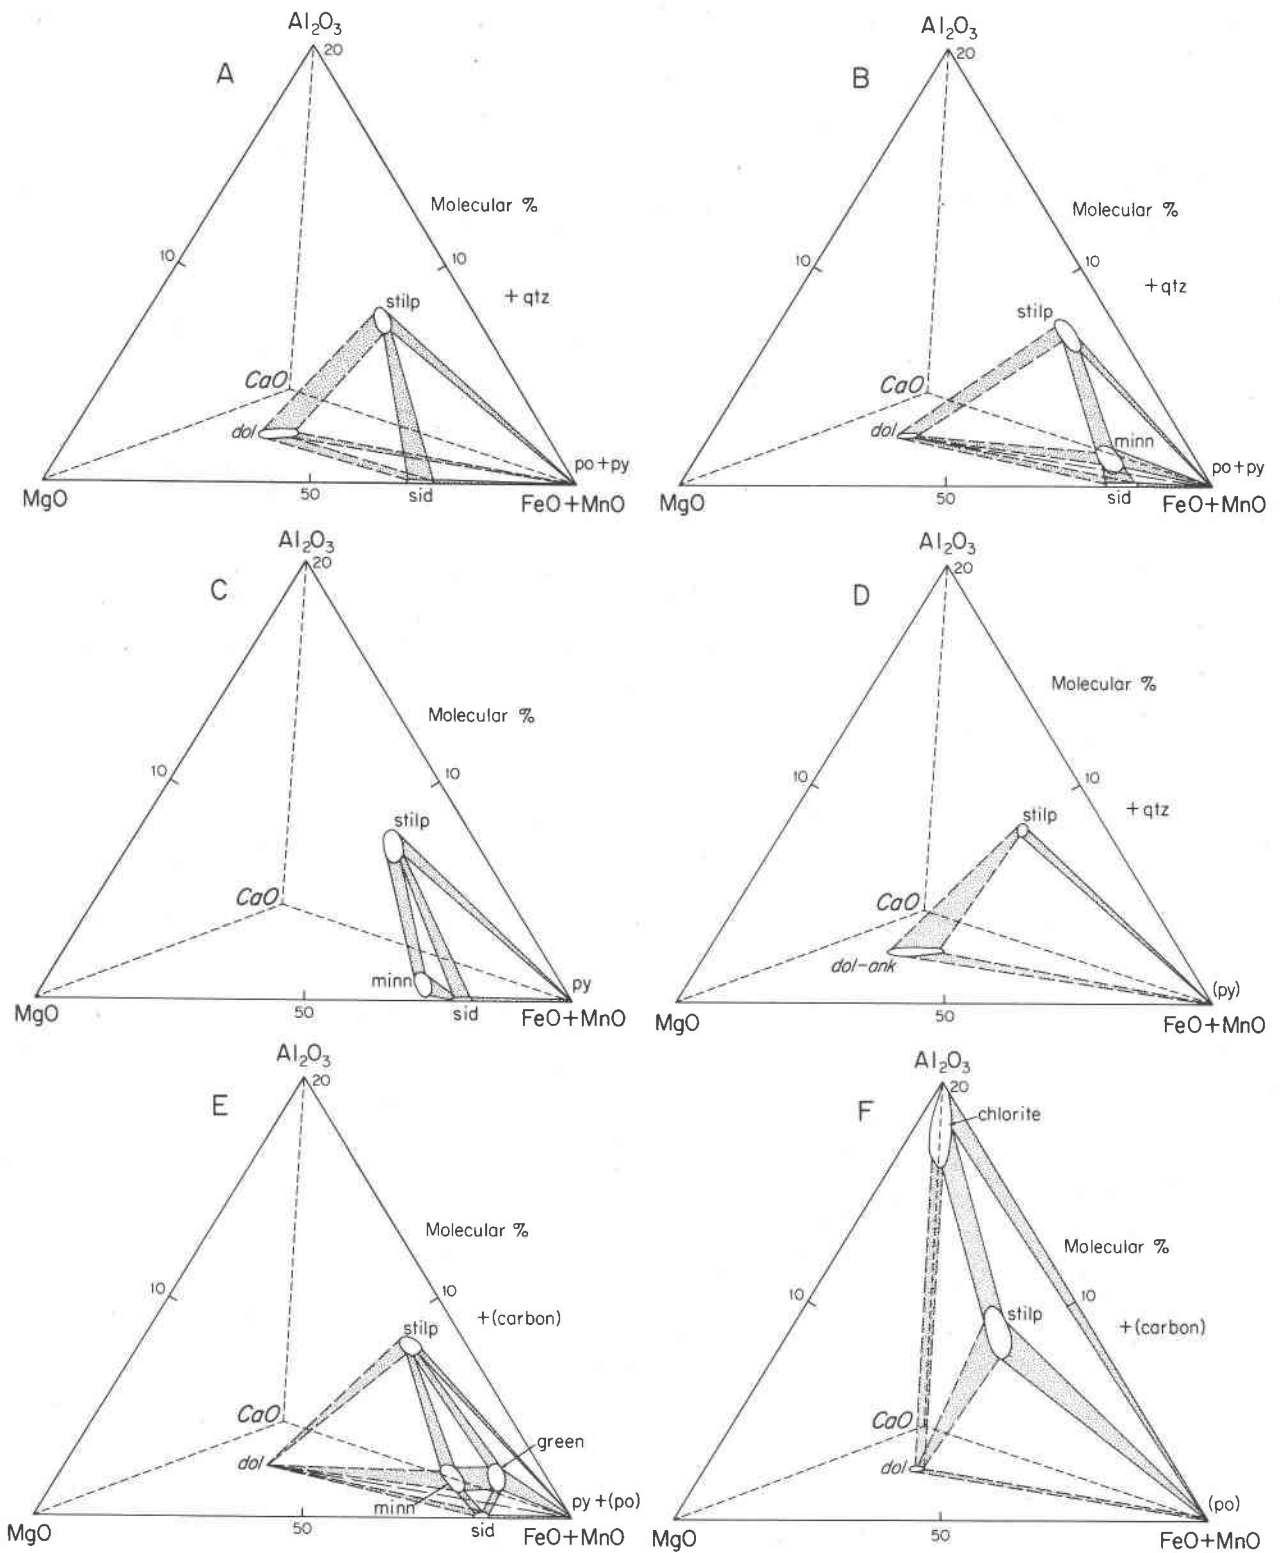 Al₂O₃
20
A
Molecular %
10
10
+ qtz
stilp
CaO
dol
po + py
MgO
50
sid
FeO+MnO
Al₂O₃
20
B
Molecular %
10
10
+ qtz
stilp
CaO
dol
minn
po + py
MgO
50
sid
FeO+MnO
Al₂O₃
20
C
Molecular %
10
10
stilp
CaO
minn
py
MgO
50
sid
FeO+MnO
Al₂O₃
20
D
Molecular %
10
10
+ qtz
stilp
CaO
dol-ank
(py)
MgO
50
FeO+MnO
Al₂O₃
20
E
Molecular %
10
10
+(carbon)
stilp
CaO
green
dol
minn
py +(po)
MgO
50
sid
FeO+MnO
Al₂O₃
20
F
chlorite
Molecular %
10
10
+(carbon)
stilp
CaO
dol
(po)
MgO
50
FeO+MnO